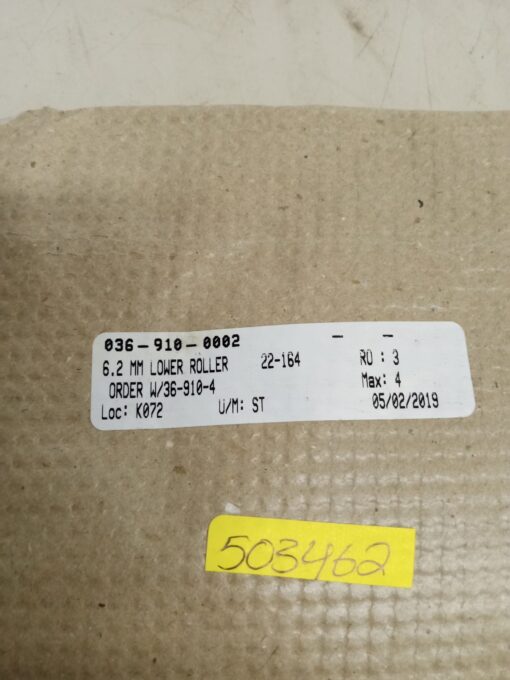 036-910-0002 - -
6.2 MM LOWER ROLLER 22-164 RO : 3
ORDER W/36-910-4 Max: 4
Loc: K072 U/M: ST 05/02/2019
503462